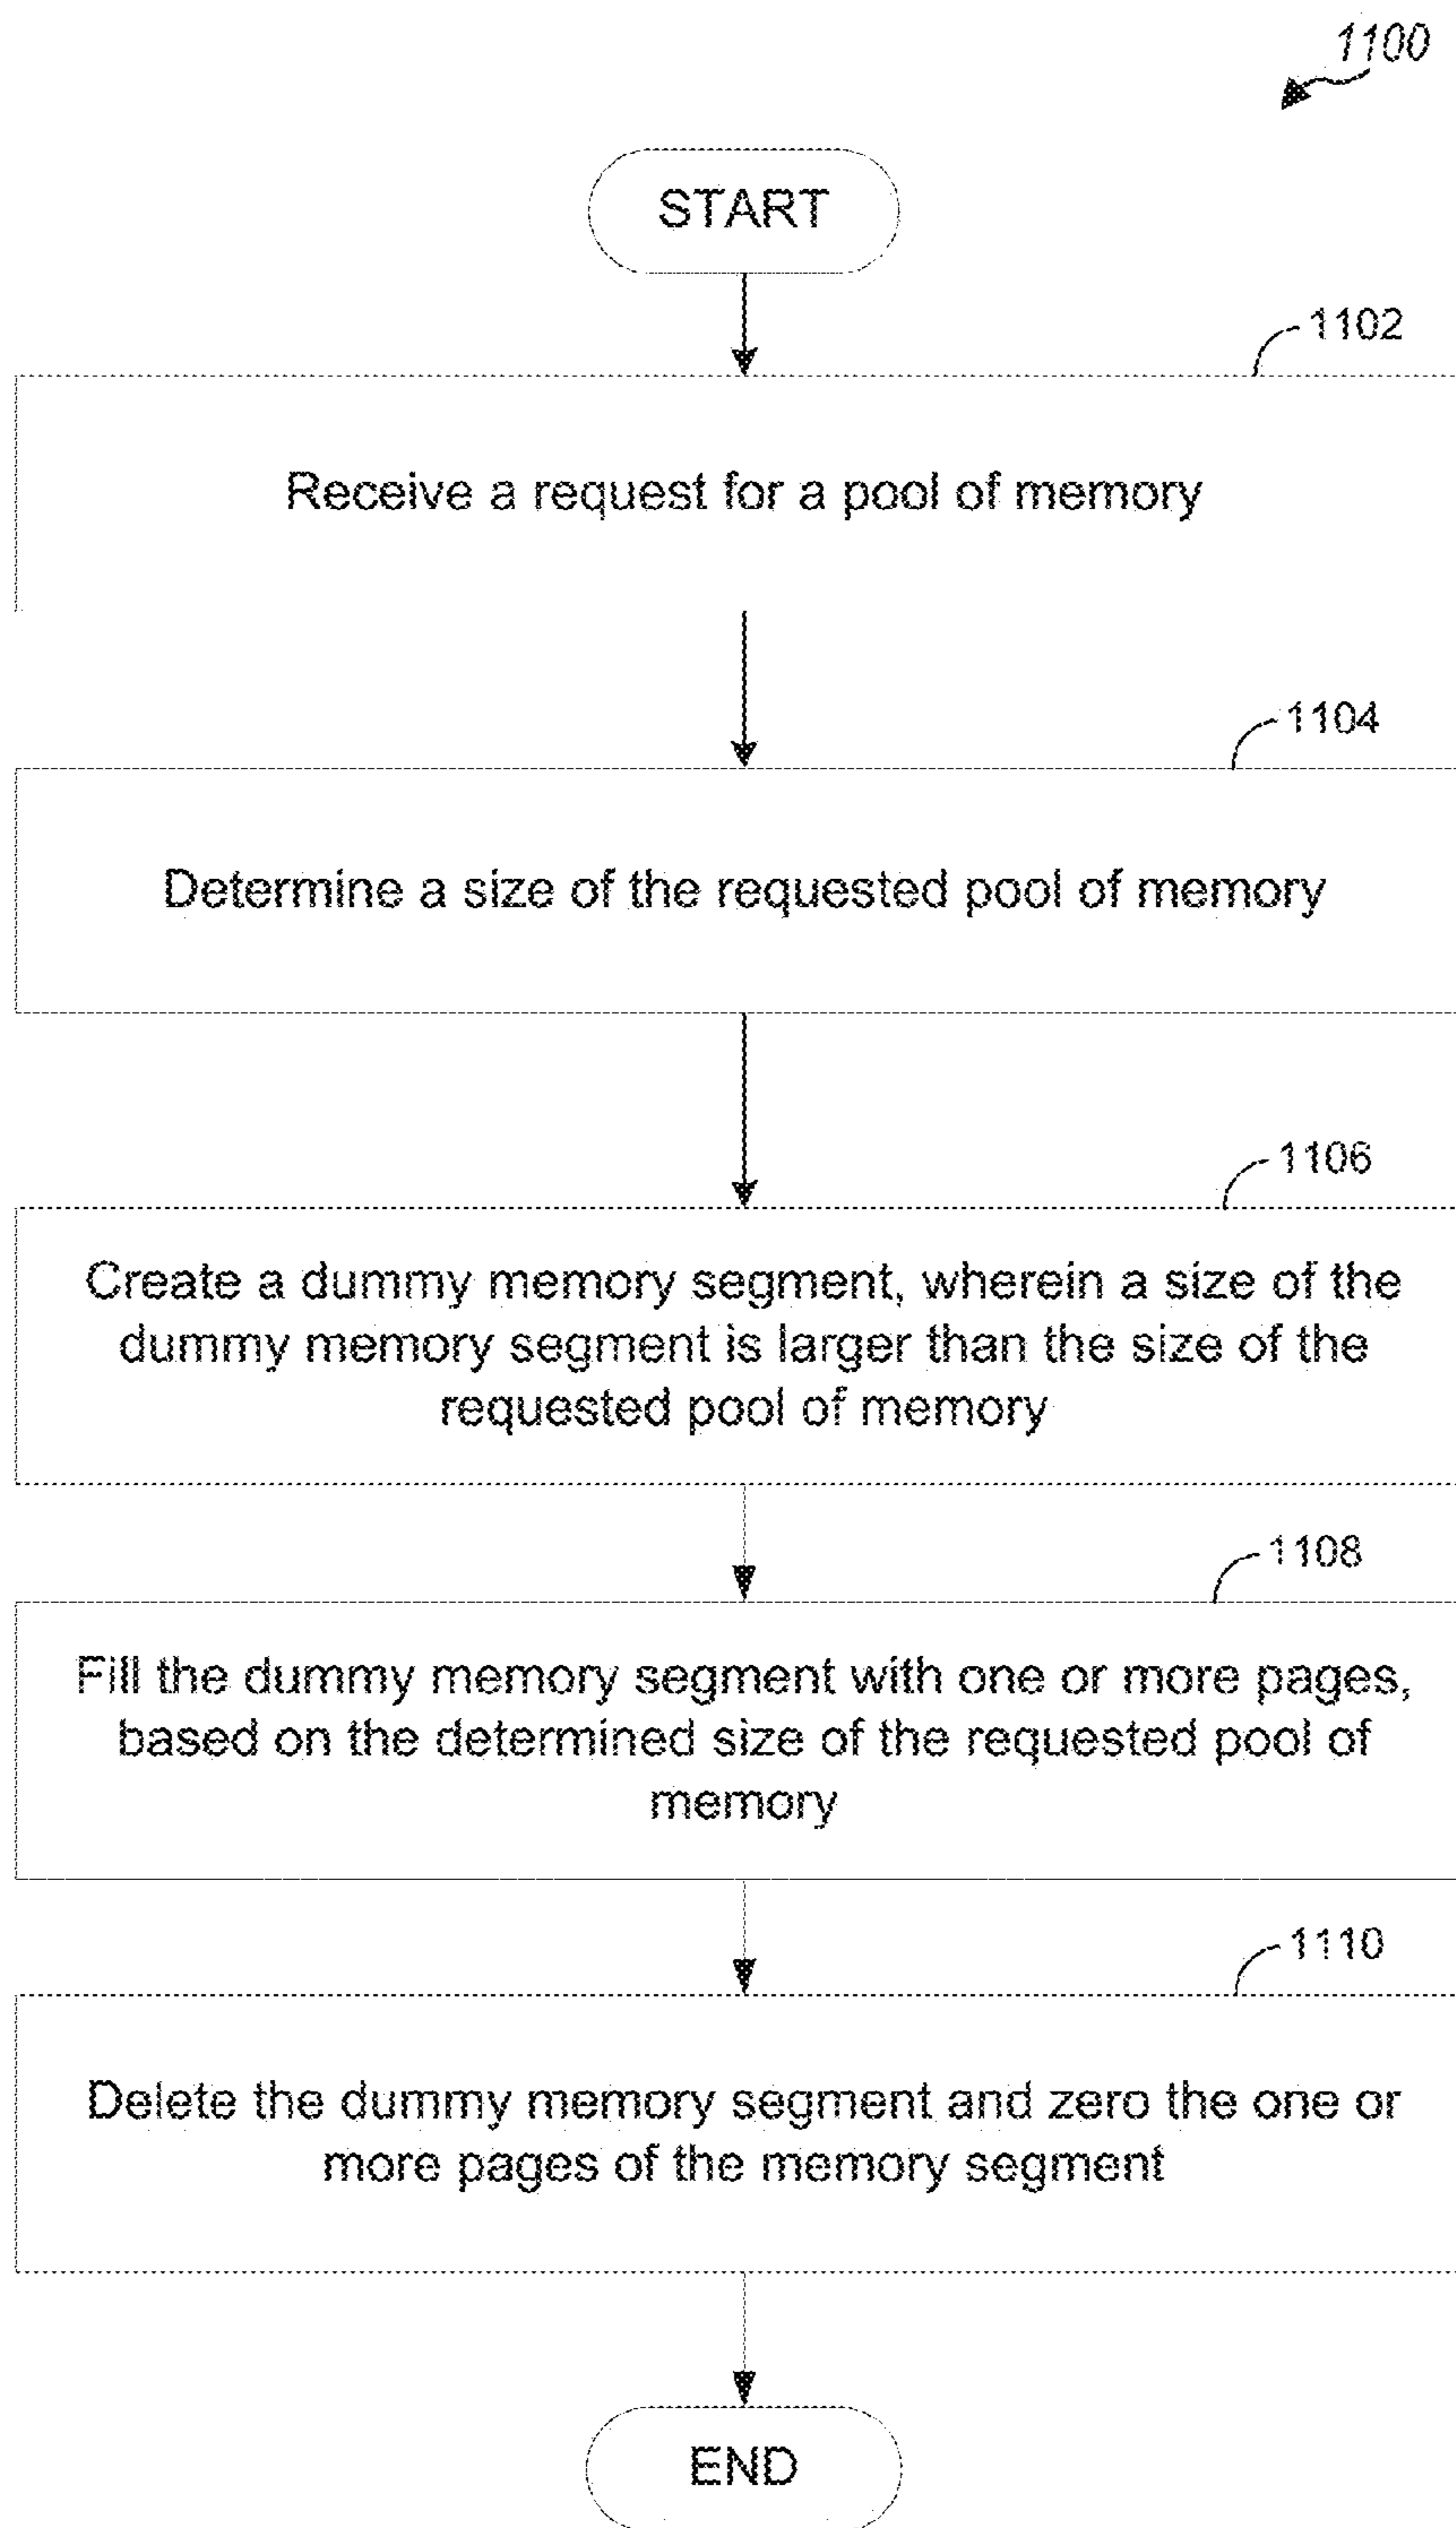 1100
START
1102
Receive a request for a pool of memory
1104
Determine a size of the requested pool of memory
1106
Create a dummy memory segment, wherein a size of the
dummy memory segment is larger than the size of the
requested pool of memory
1108
Fill the dummy memory segment with one or more pages,
based on the determined size of the requested pool of
memory
1110
Delete the dummy memory segment and zero the one or
more pages of the memory segment
END